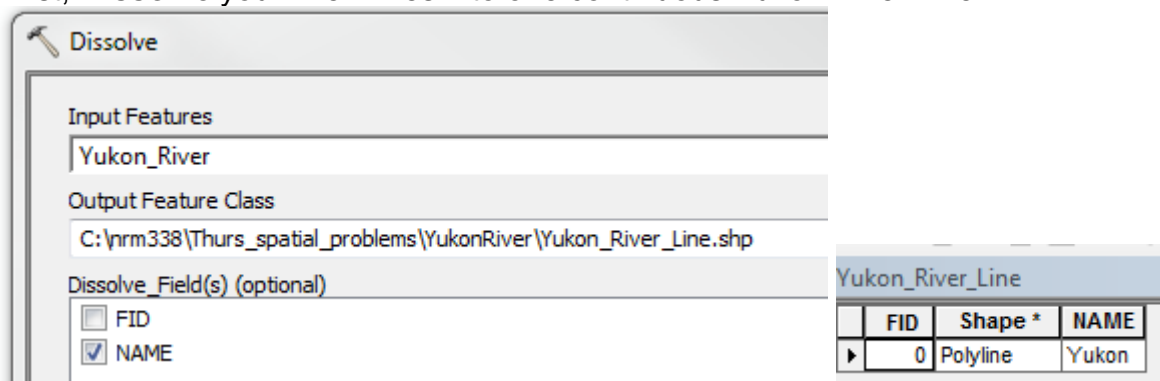 Dissolve
Input Features
Yukon_River
Output Feature Class
C:\nrm338\Thurs_spatial_problems\YukonRiver\Yukon_River_Line.shp
Dissolve_Field(s) (optional)
FID
NAME
Yukon_River_Line
FID Shape * NAME
0 Polyline Yukon